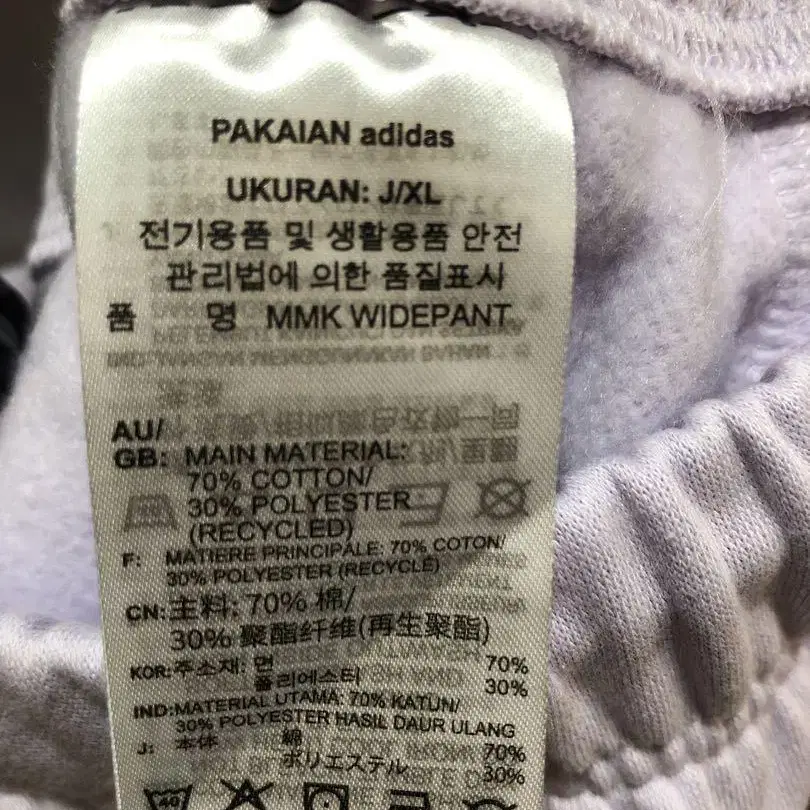 PAKAIAN adidas
UKURAN: J/XL
전기용품 및 생활용품 안전
관리법에 의한 품질표시
품 명 MMK WIDEPANT
AU/
GB: MAIN MATERIAL:
70% COTTON/
30% POLYESTER
(RECYCLED)
F: MATIERE PRINCIPALE: 70% COTON/
30% POLYESTER (RECYCLÉ)
CN: 主料: 70% 棉/
30% 聚酯纤维(再生聚酯)
KOR: 주소재: 면 70%
폴리에스터 30%
IND: MATERIAL UTAMA: 70% KATUN/
30% POLYESTER HASIL DAUR ULANG
J: 本体 綿 70%
ポリエステル 30%
40